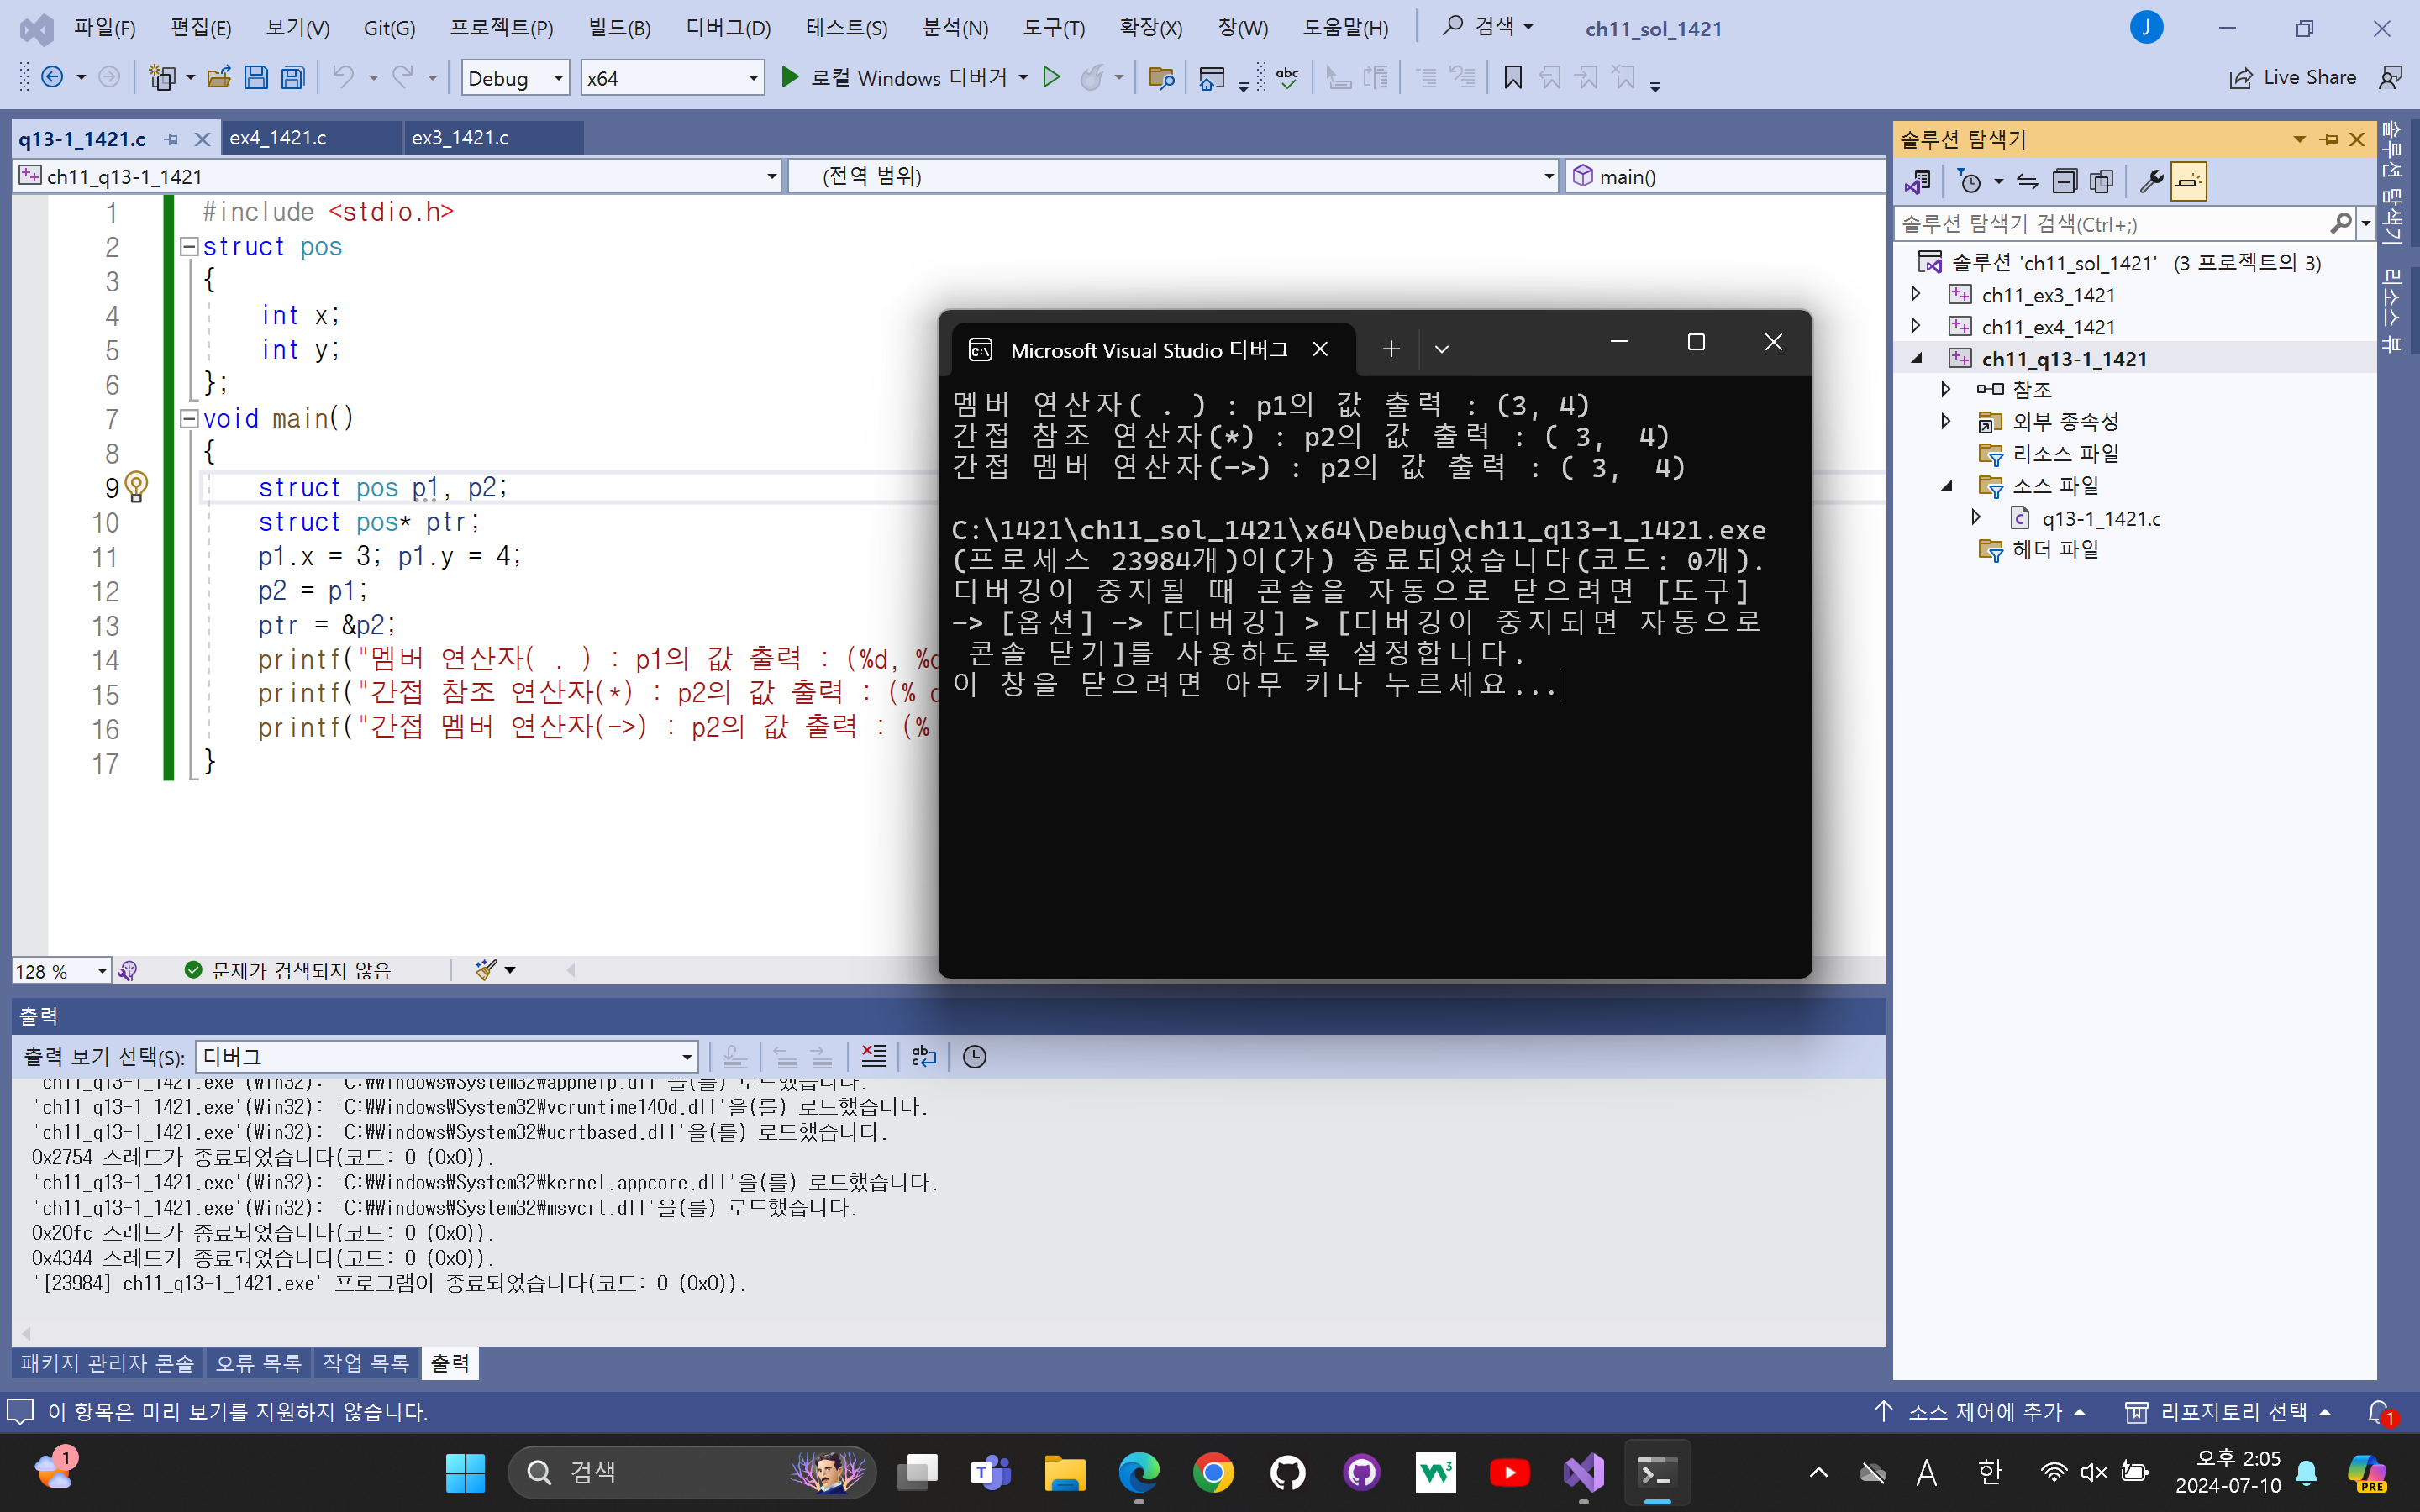 파일(F) 편집(E) 보기(V) Git(G) 프로젝트(P) 빌드(B) 디버그(D) 테스트(S) 분석(N) 도구(T) 확장(X) 창(W) 도움말(H) 검색 ch11_sol_1421 J
Debug x64 로컬 Windows 디버거 Live Share
q13-1_1421.c ex4_1421.c ex3_1421.c
ch11_q13-1_1421 (전역 범위) main()
1 #include <stdio.h>
2 struct pos
3 {
4 int x;
5 int y;
6 };
7 void main()
8 {
9 struct pos p1, p2;
10 struct pos* ptr;
11 p1.x = 3; p1.y = 4;
12 p2 = p1;
13 ptr = &p2;
14 printf("멤버 연산자( . ) : p1의 값 출력 : (%d, %
15 printf("간접 참조 연산자(*) : p2의 값 출력 : (%
16 printf("간접 멤버 연산자(->) : p2의 값 출력 : (%
17 }
Microsoft Visual Studio 디버그
멤버 연산자( . ) : p1의 값 출력 : (3, 4)
간접 참조 연산자(*) : p2의 값 출력 : ( 3,  4)
간접 멤버 연산자(->) : p2의 값 출력 : ( 3,  4)
C:\1421\ch11_sol_1421\x64\Debug\ch11_q13-1_1421.exe
(프로세스 23984개)이(가) 종료되었습니다(코드: 0개).
디버깅이 중지될 때 콘솔을 자동으로 닫으려면 [도구]
-> [옵션] -> [디버깅] > [디버깅이 중지되면 자동으로
콘솔 닫기]를 사용하도록 설정합니다.
이 창을 닫으려면 아무 키나 누르세요...
솔루션 탐색기
솔루션 탐색기 검색(Ctrl+;)
솔루션 'ch11_sol_1421' (3 프로젝트의 3)
ch11_ex3_1421
ch11_ex4_1421
ch11_q13-1_1421
참조
외부 종속성
리소스 파일
소스 파일
q13-1_1421.c
헤더 파일
솔루션 탐색기
리소스 뷰
128 % 문제가 검색되지 않음
출력
출력 보기 선택(S): 디버그
'ch11_q13-1_1421.exe'(Win32): 'C:\Windows\System32\apphelp.dll'을(를) 로드했습니다.
'ch11_q13-1_1421.exe'(Win32): 'C:\Windows\System32\vcruntime140d.dll'을(를) 로드했습니다.
'ch11_q13-1_1421.exe'(Win32): 'C:\Windows\System32\ucrtbased.dll'을(를) 로드했습니다.
0x2754 스레드가 종료되었습니다(코드: 0 (0x0)).
'ch11_q13-1_1421.exe'(Win32): 'C:\Windows\System32\kernel.appcore.dll'을(를) 로드했습니다.
'ch11_q13-1_1421.exe'(Win32): 'C:\Windows\System32\msvcrt.dll'을(를) 로드했습니다.
0x20fc 스레드가 종료되었습니다(코드: 0 (0x0)).
0x4344 스레드가 종료되었습니다(코드: 0 (0x0)).
'[23984] ch11_q13-1_1421.exe' 프로그램이 종료되었습니다(코드: 0 (0x0)).
패키지 관리자 콘솔 오류 목록 작업 목록 출력
이 항목은 미리 보기를 지원하지 않습니다. 소스 제어에 추가 리포지토리 선택 1
1 검색 A 한 오후 2:05
2024-07-10 PRE